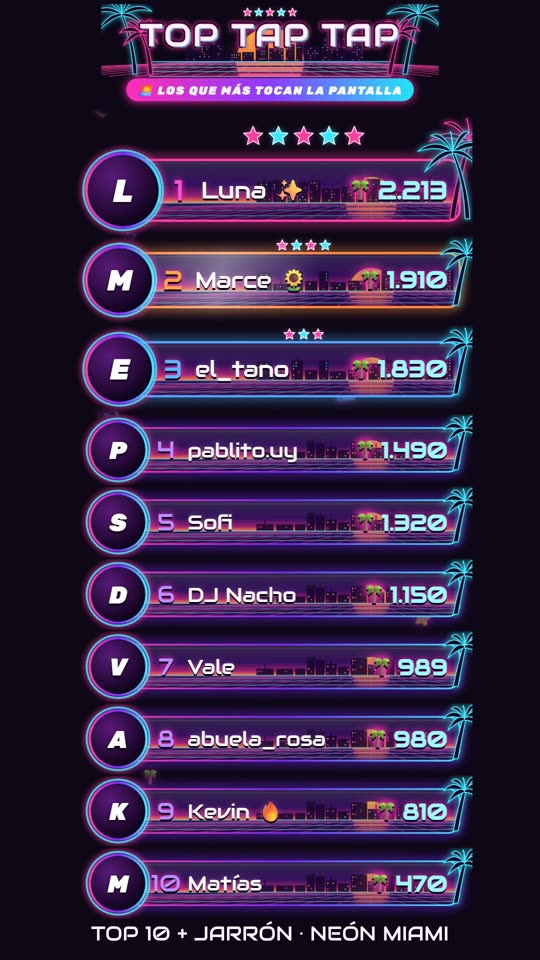 TOP TAP TAP
LOS QUE MÁS TOCAN LA PANTALLA
L 1 Luna ✨ 🌴 2.213
M 2 Marce 🌻 🌴 1.910
E 3 el_tano 🌴 1.830
P 4 pablito.uy 🌴 1.490
S 5 Sofi 🌴 1.320
D 6 DJ Nacho 🌴 1.150
V 7 Vale 🌴 989
A 8 abuela_rosa 🌴 980
K 9 Kevin 🔥 🌴 810
M 10 Matías 🌴 470
TOP 10 + JARRÓN · NEÓN MIAMI